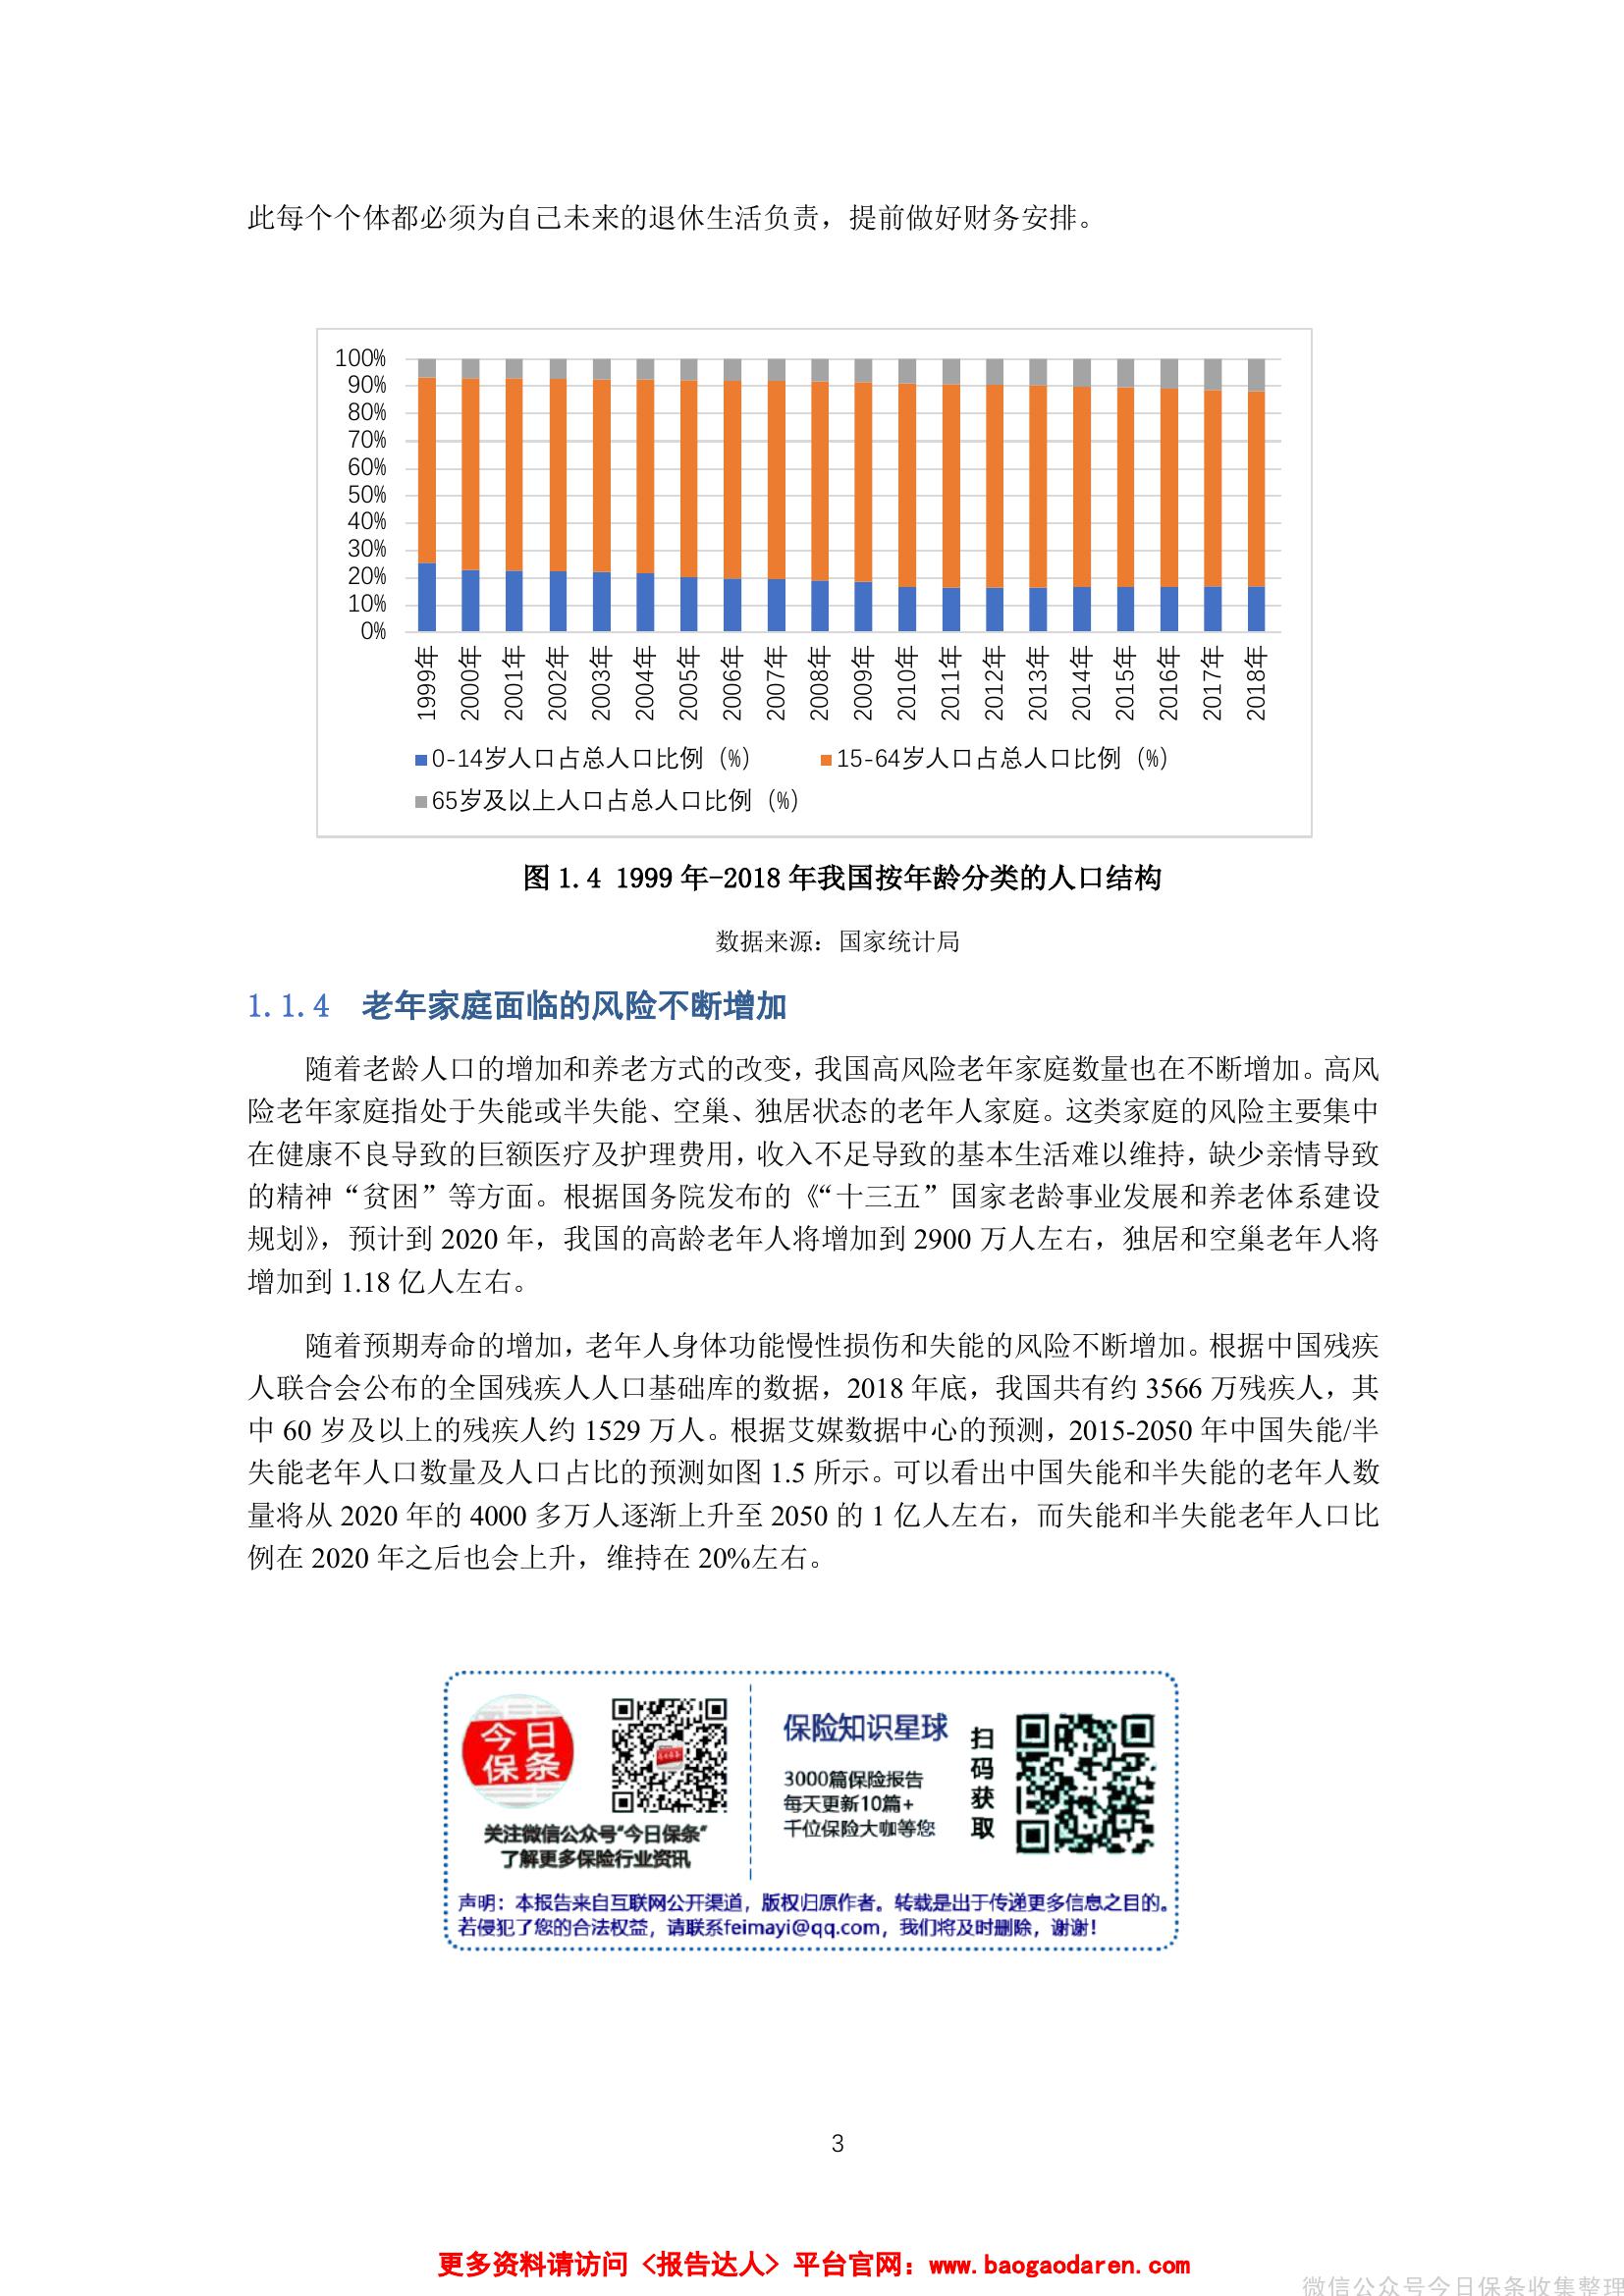 此每个个体都必须为自己未来的退休生活负责，提前做好财务安排。
100%
90%
80%
70%
60%
50%
40%
30%
20%
10%
0%
1999年
2000年
2001年
2002年
2003年
2004年
2005年
2006年
2007年
2008年
2009年
2010年
2011年
2012年
2013年
2014年
2015年
2016年
2017年
2018年
0-14岁人口占总人口比例（%）
15-64岁人口占总人口比例（%）
65岁及以上人口占总人口比例（%）
图 1.4 1999 年-2018 年我国按年龄分类的人口结构
数据来源：国家统计局
1.1.4 老年家庭面临的风险不断增加
随着老龄人口的增加和养老方式的改变，我国高风险老年家庭数量也在不断增加。高风
险老年家庭指处于失能或半失能、空巢、独居状态的老年人家庭。这类家庭的风险主要集中
在健康不良导致的巨额医疗及护理费用，收入不足导致的基本生活难以维持，缺少亲情导致
的精神“贫困”等方面。根据国务院发布的《“十三五”国家老龄事业发展和养老体系建设
规划》，预计到 2020 年，我国的高龄老年人将增加到 2900 万人左右，独居和空巢老年人将
增加到 1.18 亿人左右。
随着预期寿命的增加，老年人身体功能慢性损伤和失能的风险不断增加。根据中国残疾
人联合会公布的全国残疾人人口基础库的数据，2018 年底，我国共有约 3566 万残疾人，其
中 60 岁及以上的残疾人约 1529 万人。根据艾媒数据中心的预测，2015-2050 年中国失能/半
失能老年人口数量及人口占比的预测如图 1.5 所示。可以看出中国失能和半失能的老年人数
量将从 2020 年的 4000 多万人逐渐上升至 2050 的 1 亿人左右，而失能和半失能老年人口比
例在 2020 年之后也会上升，维持在 20%左右。
今日
保条
关注微信公众号“今日保条”
了解更多保险行业资讯
保险知识星球
3000篇保险报告
每天更新10篇+
千位保险大咖等您
扫码获取
声明：本报告来自互联网公开渠道，版权归原作者。转载是出于传递更多信息之目的。
若侵犯了您的合法权益，请联系feimayi@qq.com，我们将及时删除，谢谢！
3
更多资料请访问〈报告达人〉平台官网：www.baogaodaren.com
微信公众号今日保条收集整理